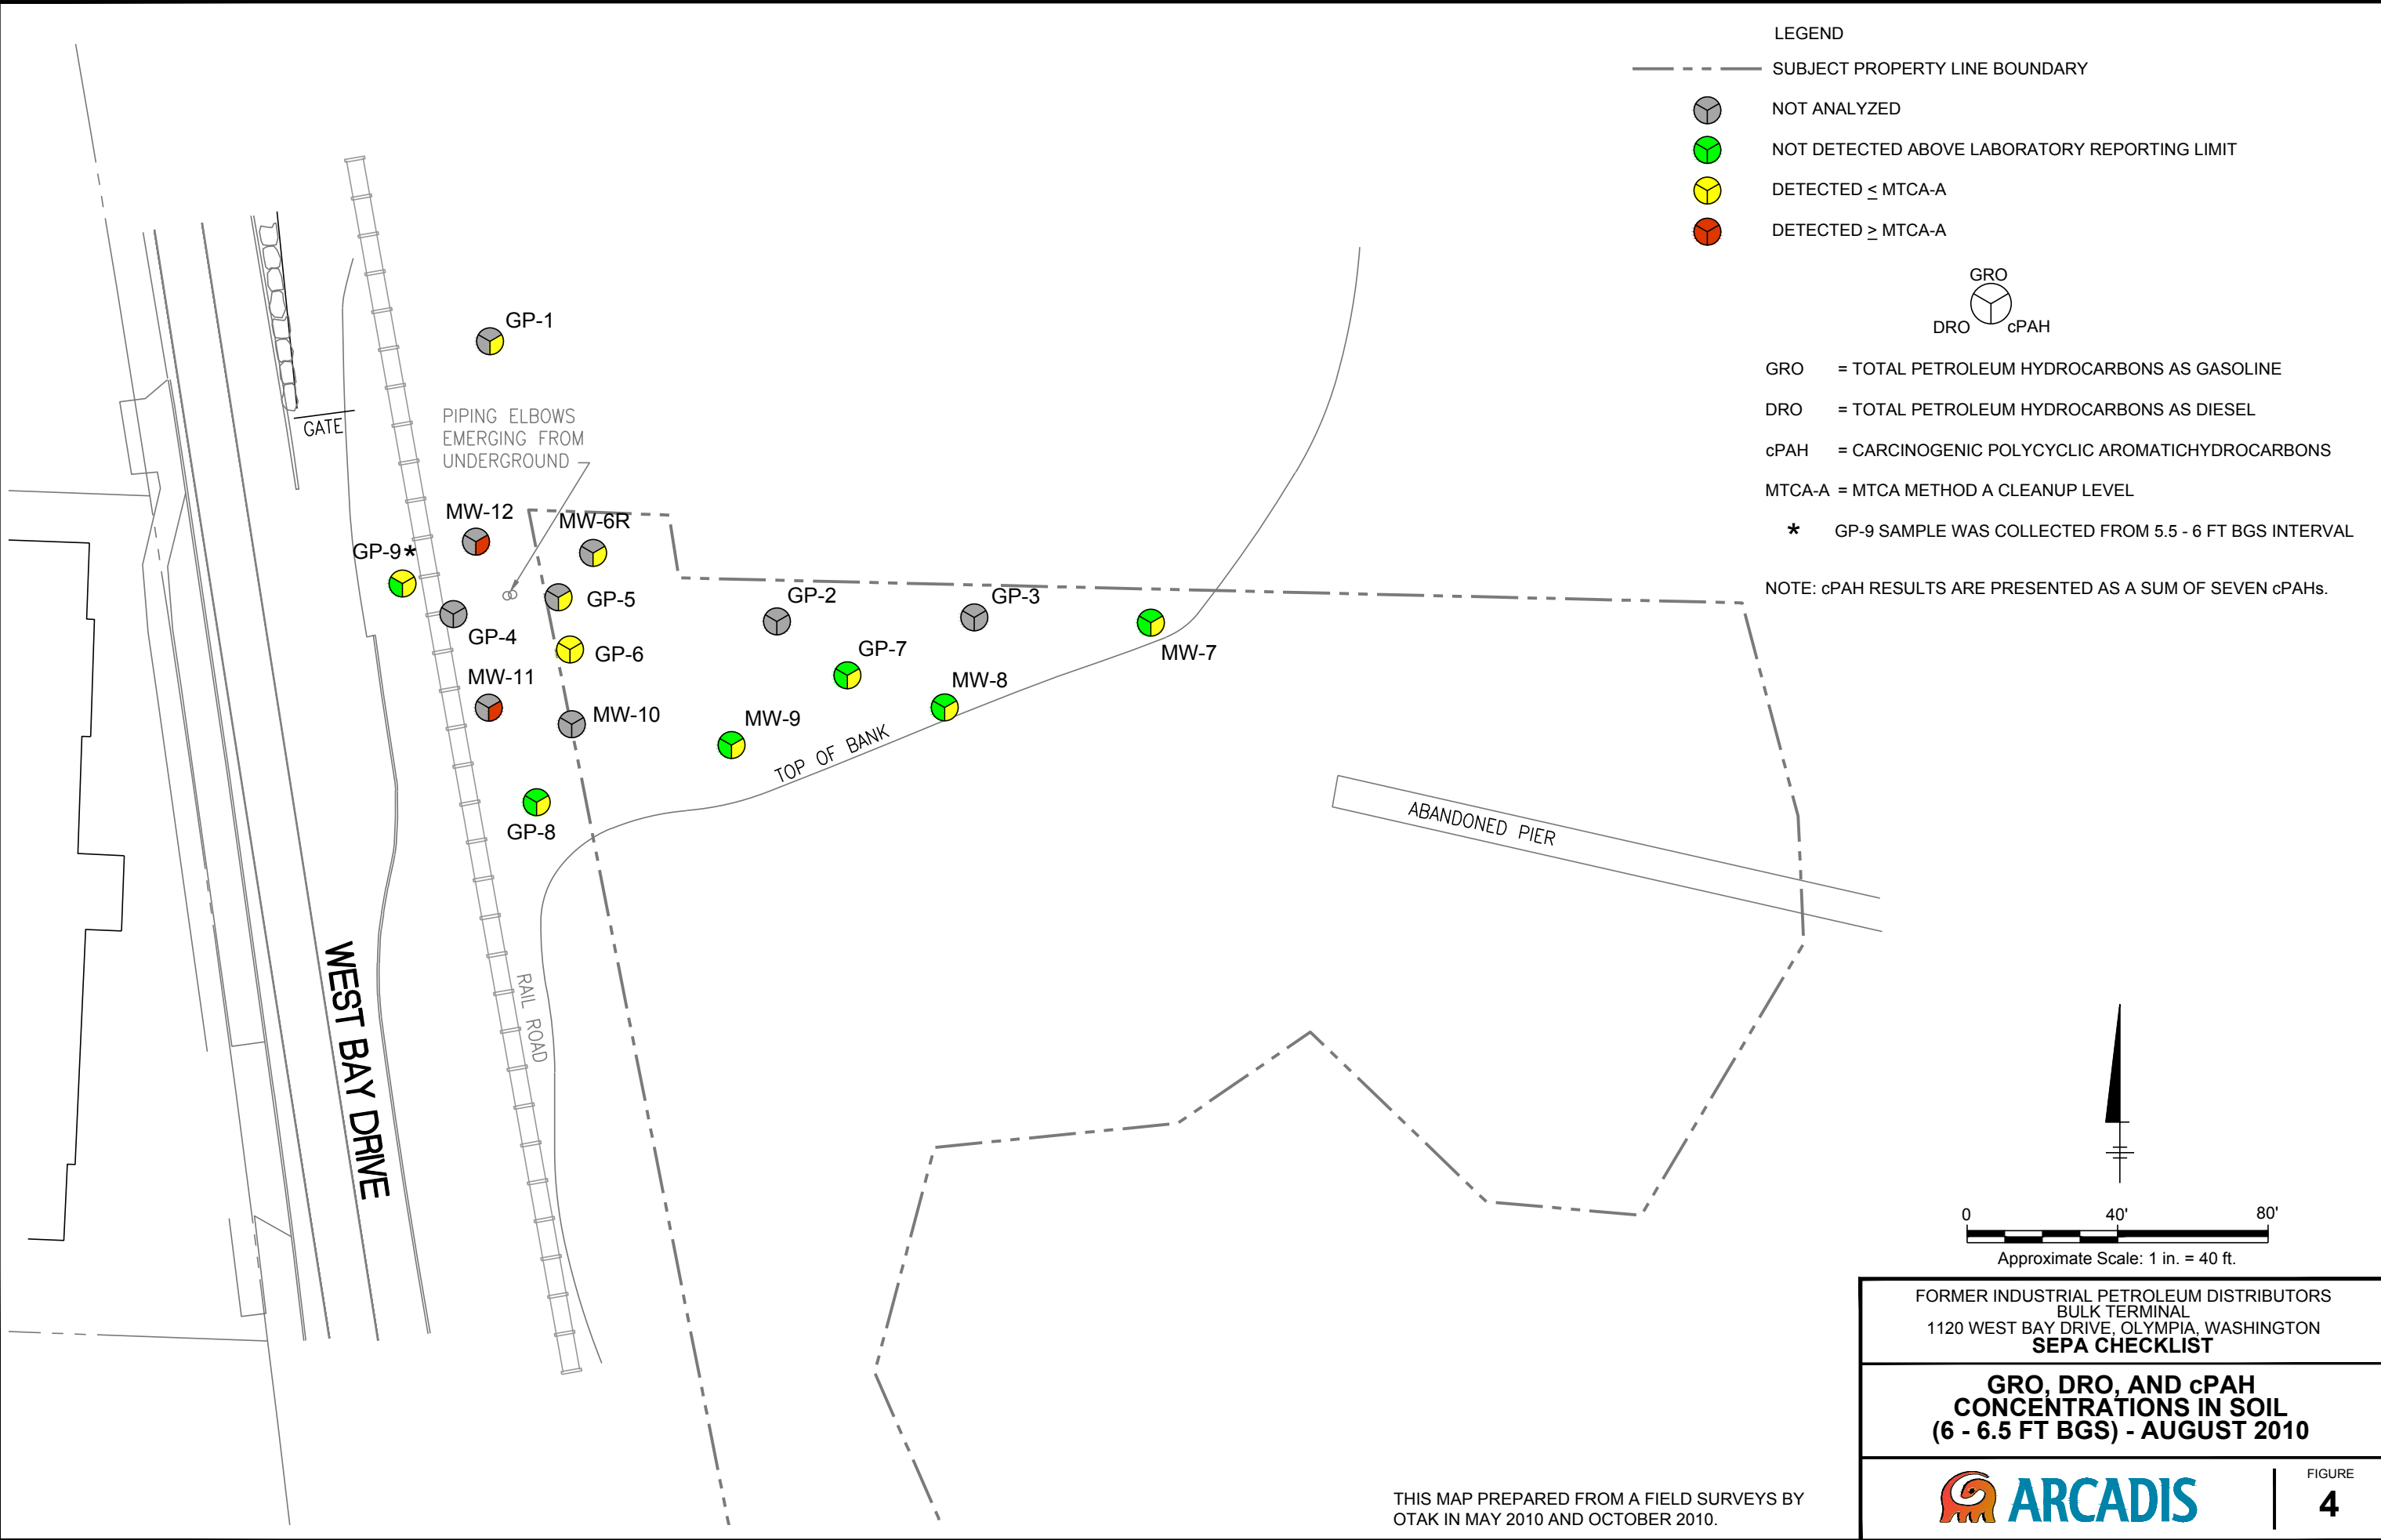 LEGEND
SUBJECT PROPERTY LINE BOUNDARY
NOT ANALYZED
NOT DETECTED ABOVE LABORATORY REPORTING LIMIT
DETECTED < MTCA-A
DETECTED > MTCA-A
GRO
DRO cPAH
GRO = TOTAL PETROLEUM HYDROCARBONS AS GASOLINE
DRO = TOTAL PETROLEUM HYDROCARBONS AS DIESEL
cPAH = CARCINOGENIC POLYCYCLIC AROMATICHYDROCARBONS
MTCA-A = MTCA METHOD A CLEANUP LEVEL
* GP-9 SAMPLE WAS COLLECTED FROM 5.5 - 6 FT BGS INTERVAL
NOTE: cPAH RESULTS ARE PRESENTED AS A SUM OF SEVEN cPAHs.
GP-1
PIPING ELBOWS
EMERGING FROM
UNDERGROUND
GATE
MW-12
MW-6R
GP-9*
GP-5
GP-2
GP-3
GP-4
GP-6
GP-7
MW-7
MW-11
MW-8
MW-10
MW-9
TOP OF BANK
GP-8
ABANDONED PIER
WEST BAY DRIVE
RAIL ROAD
0 40' 80'
Approximate Scale: 1 in. = 40 ft.
FORMER INDUSTRIAL PETROLEUM DISTRIBUTORS
BULK TERMINAL
1120 WEST BAY DRIVE, OLYMPIA, WASHINGTON
SEPA CHECKLIST
GRO, DRO, AND cPAH
CONCENTRATIONS IN SOIL
(6 - 6.5 FT BGS) - AUGUST 2010
THIS MAP PREPARED FROM A FIELD SURVEYS BY
OTAK IN MAY 2010 AND OCTOBER 2010.
ARCADIS
FIGURE
4